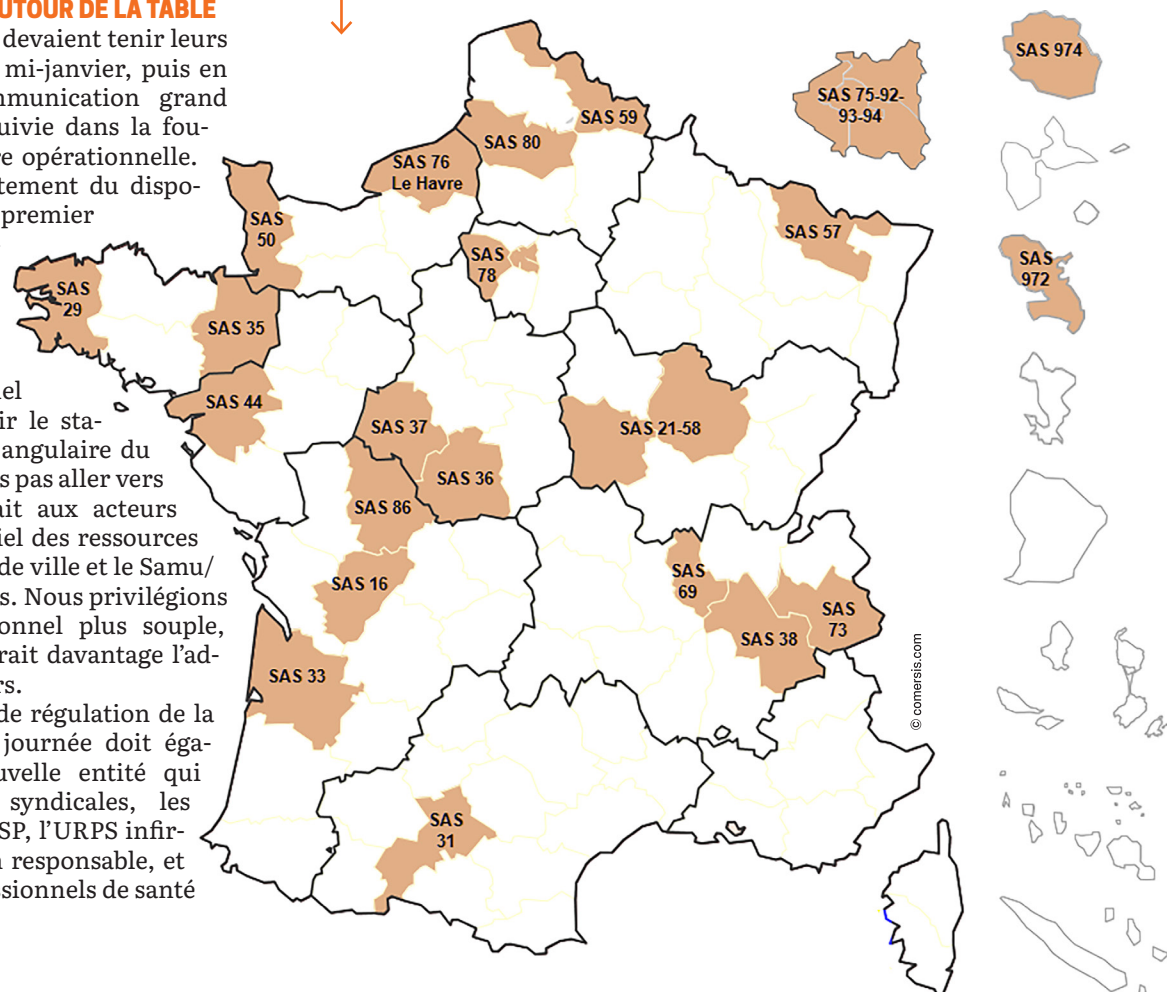 UTOUR DE LA TABLE
devaient tenir leurs
mi-janvier, puis en
mmunication grand
uivie dans la fou-
re opérationnelle.
tement du dispo-
premier
nel
ir le sta-
angulaire du
s pas aller vers
ait aux acteurs
iel des ressources
de ville et le Samu/
s. Nous privilégions
onnel plus souple,
rait davantage l’ad-
rs.
de régulation de la
journée doit éga-
uvelle entité qui
syndicales, les
SP, l’URPS infir-
n responsable, et
ssionnels de santé
SAS 59
SAS 80
SAS 76
Le Havre
SAS
50
SAS
78
SAS 57
SAS
29
SAS 35
SAS 44
SAS 37
SAS 36
SAS 21-58
SAS 86
SAS 16
SAS
69
SAS 38
SAS
73
SAS 33
SAS
31
SAS 75-92-
93-94
SAS 974
SAS
972
© comersis.com